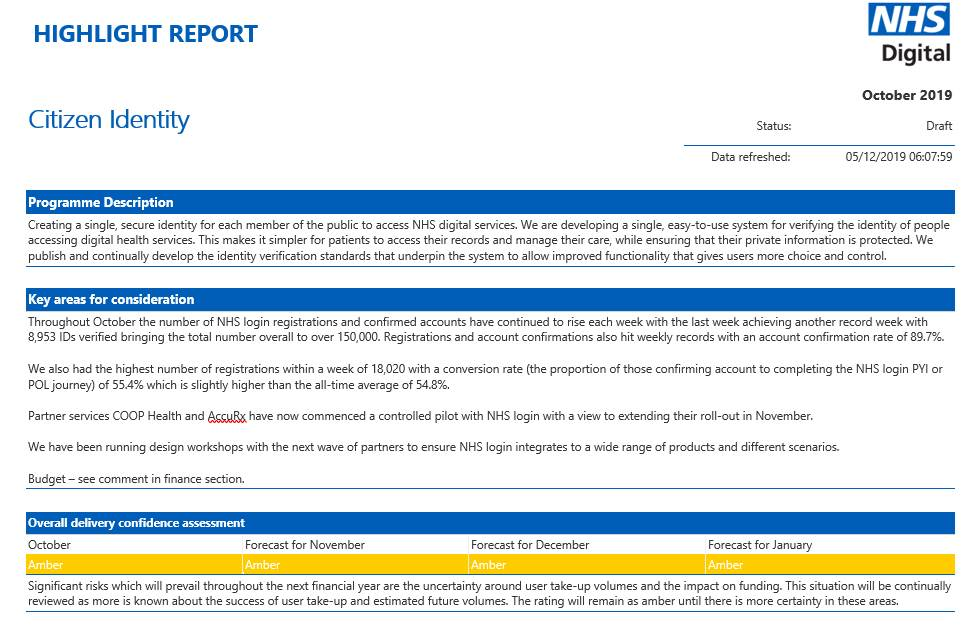 HIGHLIGHT REPORT
NHS
Digital
October 2019
Citizen Identity
Status: Draft
Data refreshed: 05/12/2019 06:07:59
Programme Description
Creating a single, secure identity for each member of the public to access NHS digital services. We are developing a single, easy-to-use system for verifying the identity of people
accessing digital health services. This makes it simpler for patients to access their records and manage their care, while ensuring that their private information is protected. We
publish and continually develop the identity verification standards that underpin the system to allow improved functionality that gives users more choice and control.
Key areas for consideration
Throughout October the number of NHS login registrations and confirmed accounts have continued to rise each week with the last week achieving another record week with
8,953 IDs verified bringing the total number overall to over 150,000. Registrations and account confirmations also hit weekly records with an account confirmation rate of 89.7%.
We also had the highest number of registrations within a week of 18,020 with a conversion rate (the proportion of those confirming account to completing the NHS login PYI or
POL journey) of 55.4% which is slightly higher than the all-time average of 54.8%.
Partner services COOP Health and AccuRx have now commenced a controlled pilot with NHS login with a view to extending their roll-out in November.
We have been running design workshops with the next wave of partners to ensure NHS login integrates to a wide range of products and different scenarios.
Budget – see comment in finance section.
Overall delivery confidence assessment
October Forecast for November Forecast for December Forecast for January
Amber Amber Amber Amber
Significant risks which will prevail throughout the next financial year are the uncertainty around user take-up volumes and the impact on funding. This situation will be continually
reviewed as more is known about the success of user take-up and estimated future volumes. The rating will remain as amber until there is more certainty in these areas.